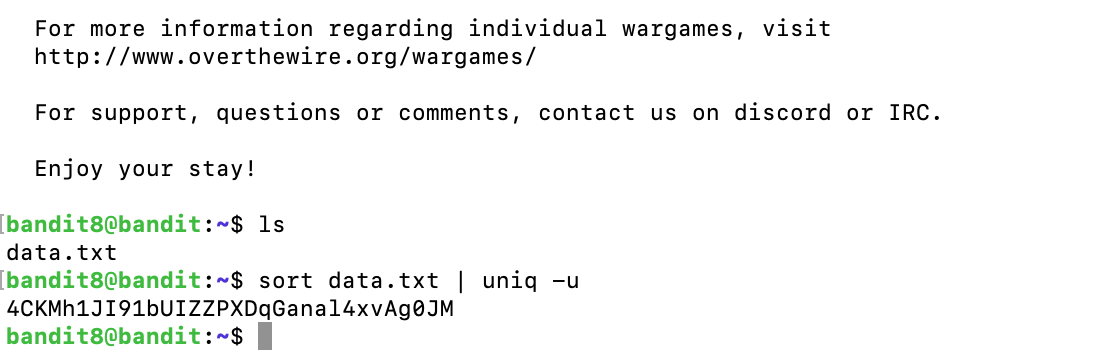 For more information regarding individual wargames, visit
http://www.overthewire.org/wargames/
For support, questions or comments, contact us on discord or IRC.
Enjoy your stay!
[bandit8@bandit:~$ ls
data.txt
[bandit8@bandit:~$ sort data.txt | uniq -u
4CKMh1JI91bUIZZPXDqGanal4xvAg0JM
bandit8@bandit:~$